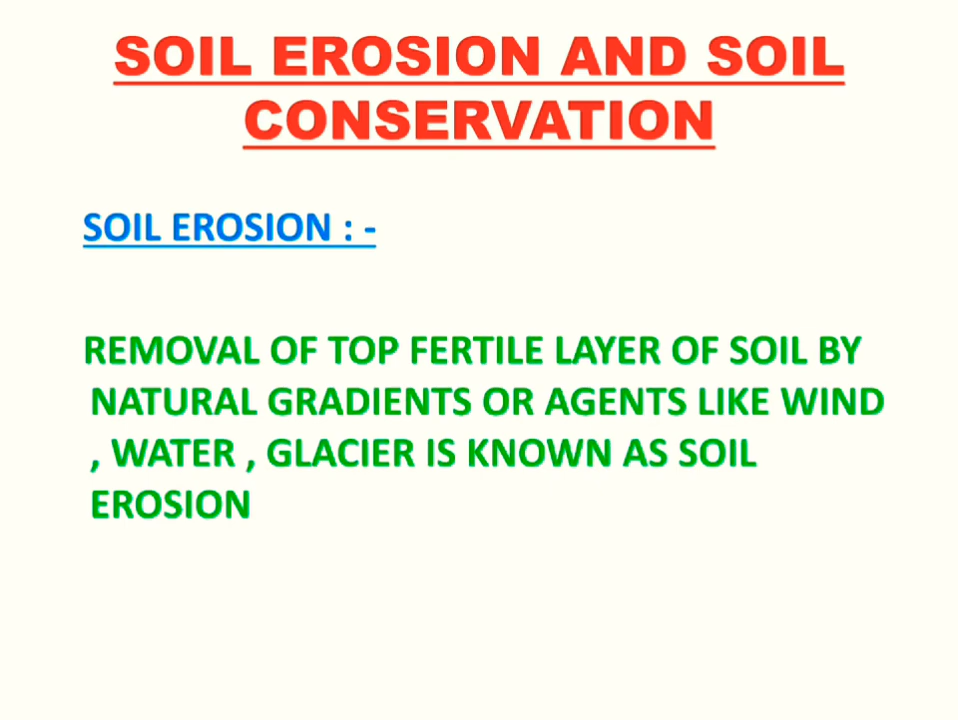 SOIL EROSION AND SOIL
CONSERVATION
SOIL EROSION : -
REMOVAL OF TOP FERTILE LAYER OF SOIL BY
NATURAL GRADIENTS OR AGENTS LIKE WIND
, WATER , GLACIER IS KNOWN AS SOIL
EROSION